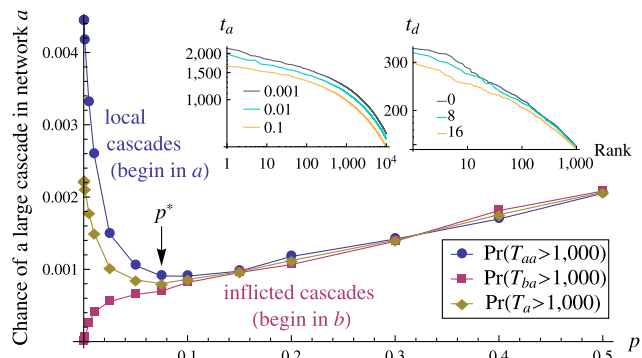 t_a
t_d
0.004
0.003
0.002
0.001
Chance of a large cascade in network a
2,000
1,500
1,000
0.001
0.01
0.1
1
10
100
1,000
10^4
300
200
0
8
16
1
10
100
1,000
Rank
local
cascades
(begin in a)
p*
inflicted cascades
(begin in b)
Pr(T_aa>1,000)
Pr(T_ba>1,000)
Pr(T_a>1,000)
0.1
0.2
0.3
0.4
0.5
p